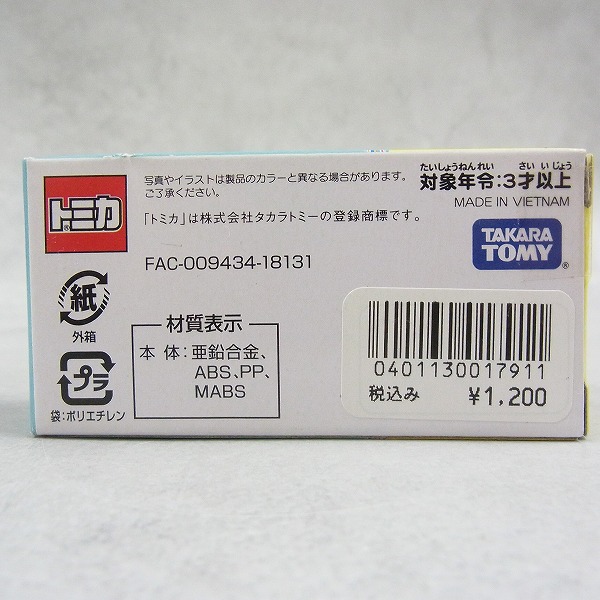 トミカ
®
写真やイラストは製品のカラーと異なる場合があります。
ご了承ください。
「トミカ」は株式会社タカラトミーの登録商標です。
たいしょうねんれい さいいじょう
対象年令:3才以上
MADE IN VIETNAM
TAKARA
TOMY®
FAC-009434-18131
紙
外箱
プラ
袋:ポリエチレン
材質表示
本体:亜鉛合金、
ABS、PP、
MABS
0401130017911
税込み ¥1,200